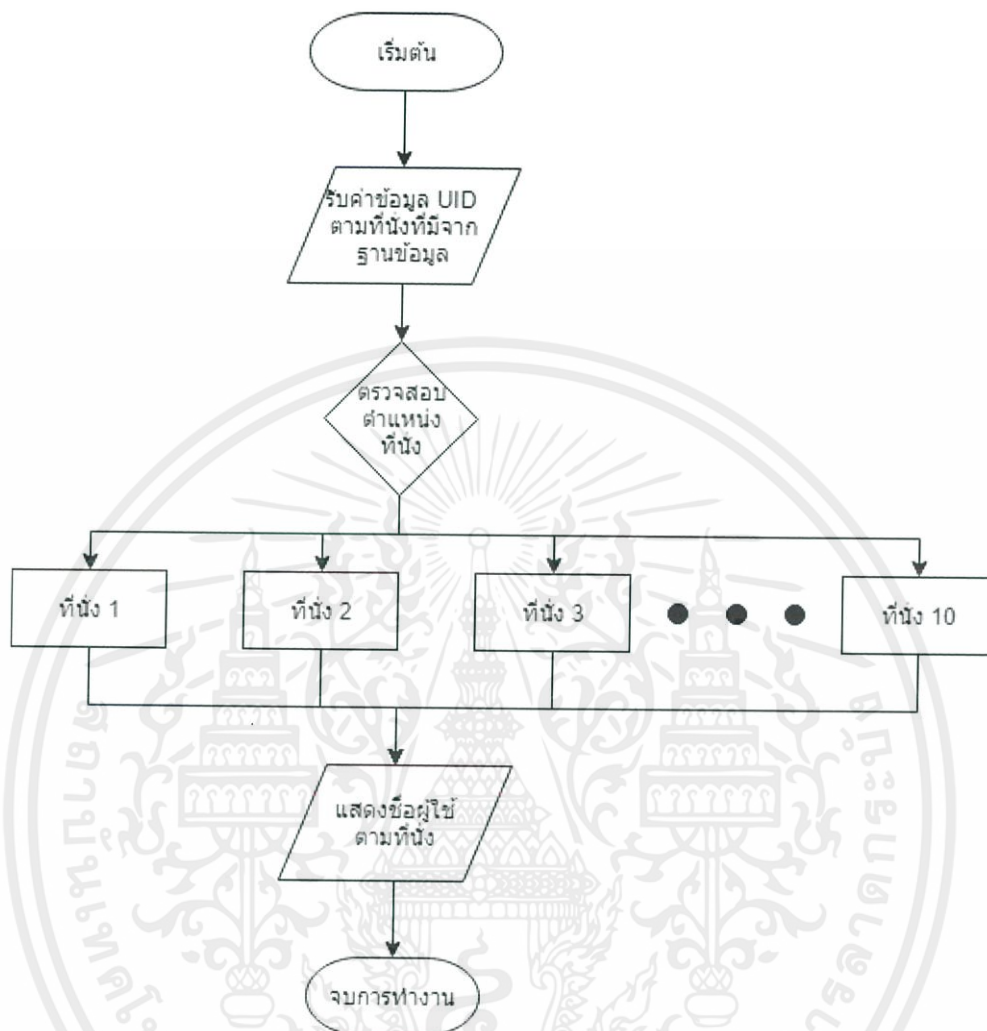 เริ่มต้น
รับค่าข้อมูล UID
ตามที่นั่งที่มีจาก
ฐานข้อมูล
ตรวจสอบ
ตำแหน่ง
ที่นั่ง
ที่นั่ง 1
ที่นั่ง 2
ที่นั่ง 3
ที่นั่ง 10
แสดงชื่อผู้ใช้
ตามที่นั่ง
จบการทำงาน